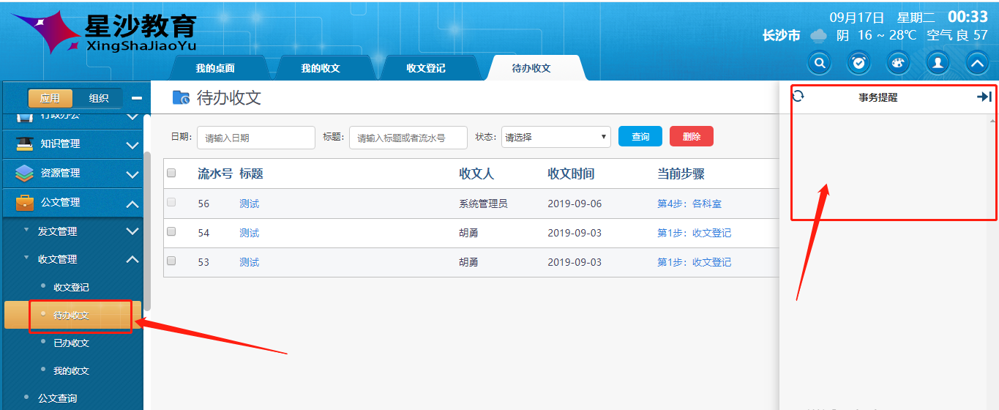 星沙教育
XingShaJiaoYu
09月17日 星期二 00:33
长沙市 阴 16 ~ 28℃ 空气 良 57
我的桌面 我的收文 收文登记 待办收文
应用 组织
行政办公
知识管理
资源管理
公文管理
发文管理
收文管理
收文登记
待办收文
已办收文
我的收文
公文查询
待办收文
日期： 请输入日期 标题： 请输入标题或者流水号 状态： 请选择 查询 删除
流水号 标题 收文人 收文时间 当前步骤
56 测试 系统管理员 2019-09-06 第4步：各科室
54 测试 胡勇 2019-09-03 第1步：收文登记
53 测试 胡勇 2019-09-03 第1步：收文登记
事务提醒